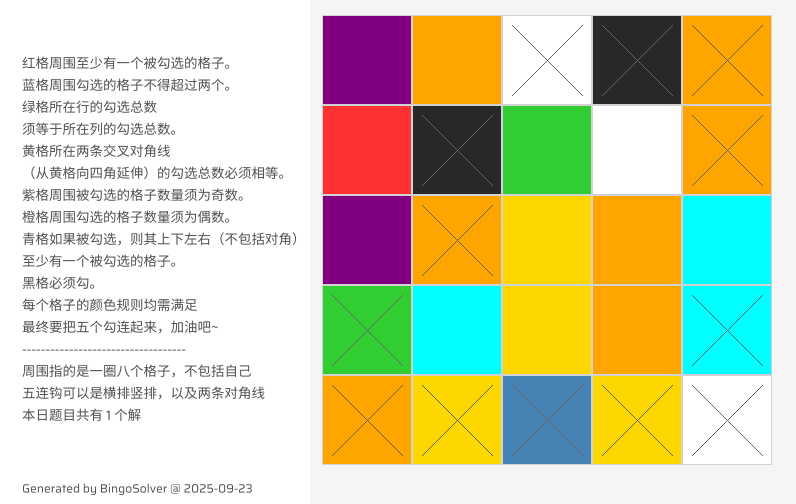 红格周围至少有一个被勾选的格子。
蓝格周围勾选的格子不得超过两个。
绿格所在行的勾选总数
须等于所在列的勾选总数。
黄格所在两条交叉对角线
（从黄格向四角延伸）的勾选总数必须相等。
紫格周围被勾选的格子数量须为奇数。
橙格周围勾选的格子数量须为偶数。
青格如果被勾选，则其上下左右（不包括对角）
至少有一个被勾选的格子。
黑格必须勾。
每个格子的颜色规则均需满足
最终要把五个勾连起来，加油吧~
-----------------------------------
周围指的是一圈八个格子，不包括自己
五连钩可以是横排竖排，以及两条对角线
本日题目共有1个解
Generated by BingoSolver @ 2025-09-23